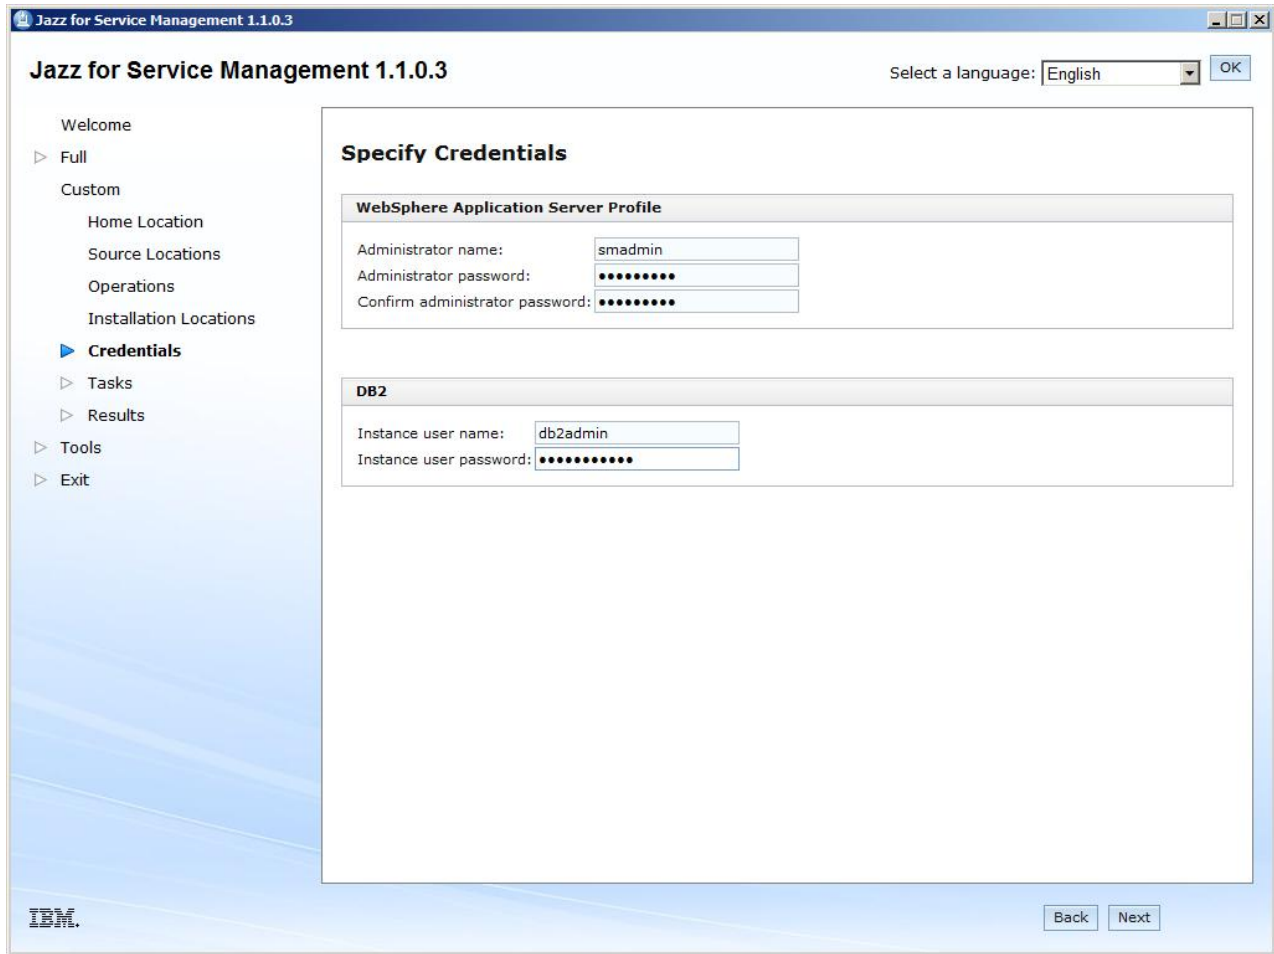 Jazz for Service Management 1.1.0.3
Jazz for Service Management 1.1.0.3
Select a language: English OK
Welcome
Full
Custom
Home Location
Source Locations
Operations
Installation Locations
Credentials
Tasks
Results
Tools
Exit
Specify Credentials
WebSphere Application Server Profile
Administrator name: smadmin
Administrator password: •••••••••
Confirm administrator password: •••••••••
DB2
Instance user name: db2admin
Instance user password: •••••••••••
IBM.
Back Next